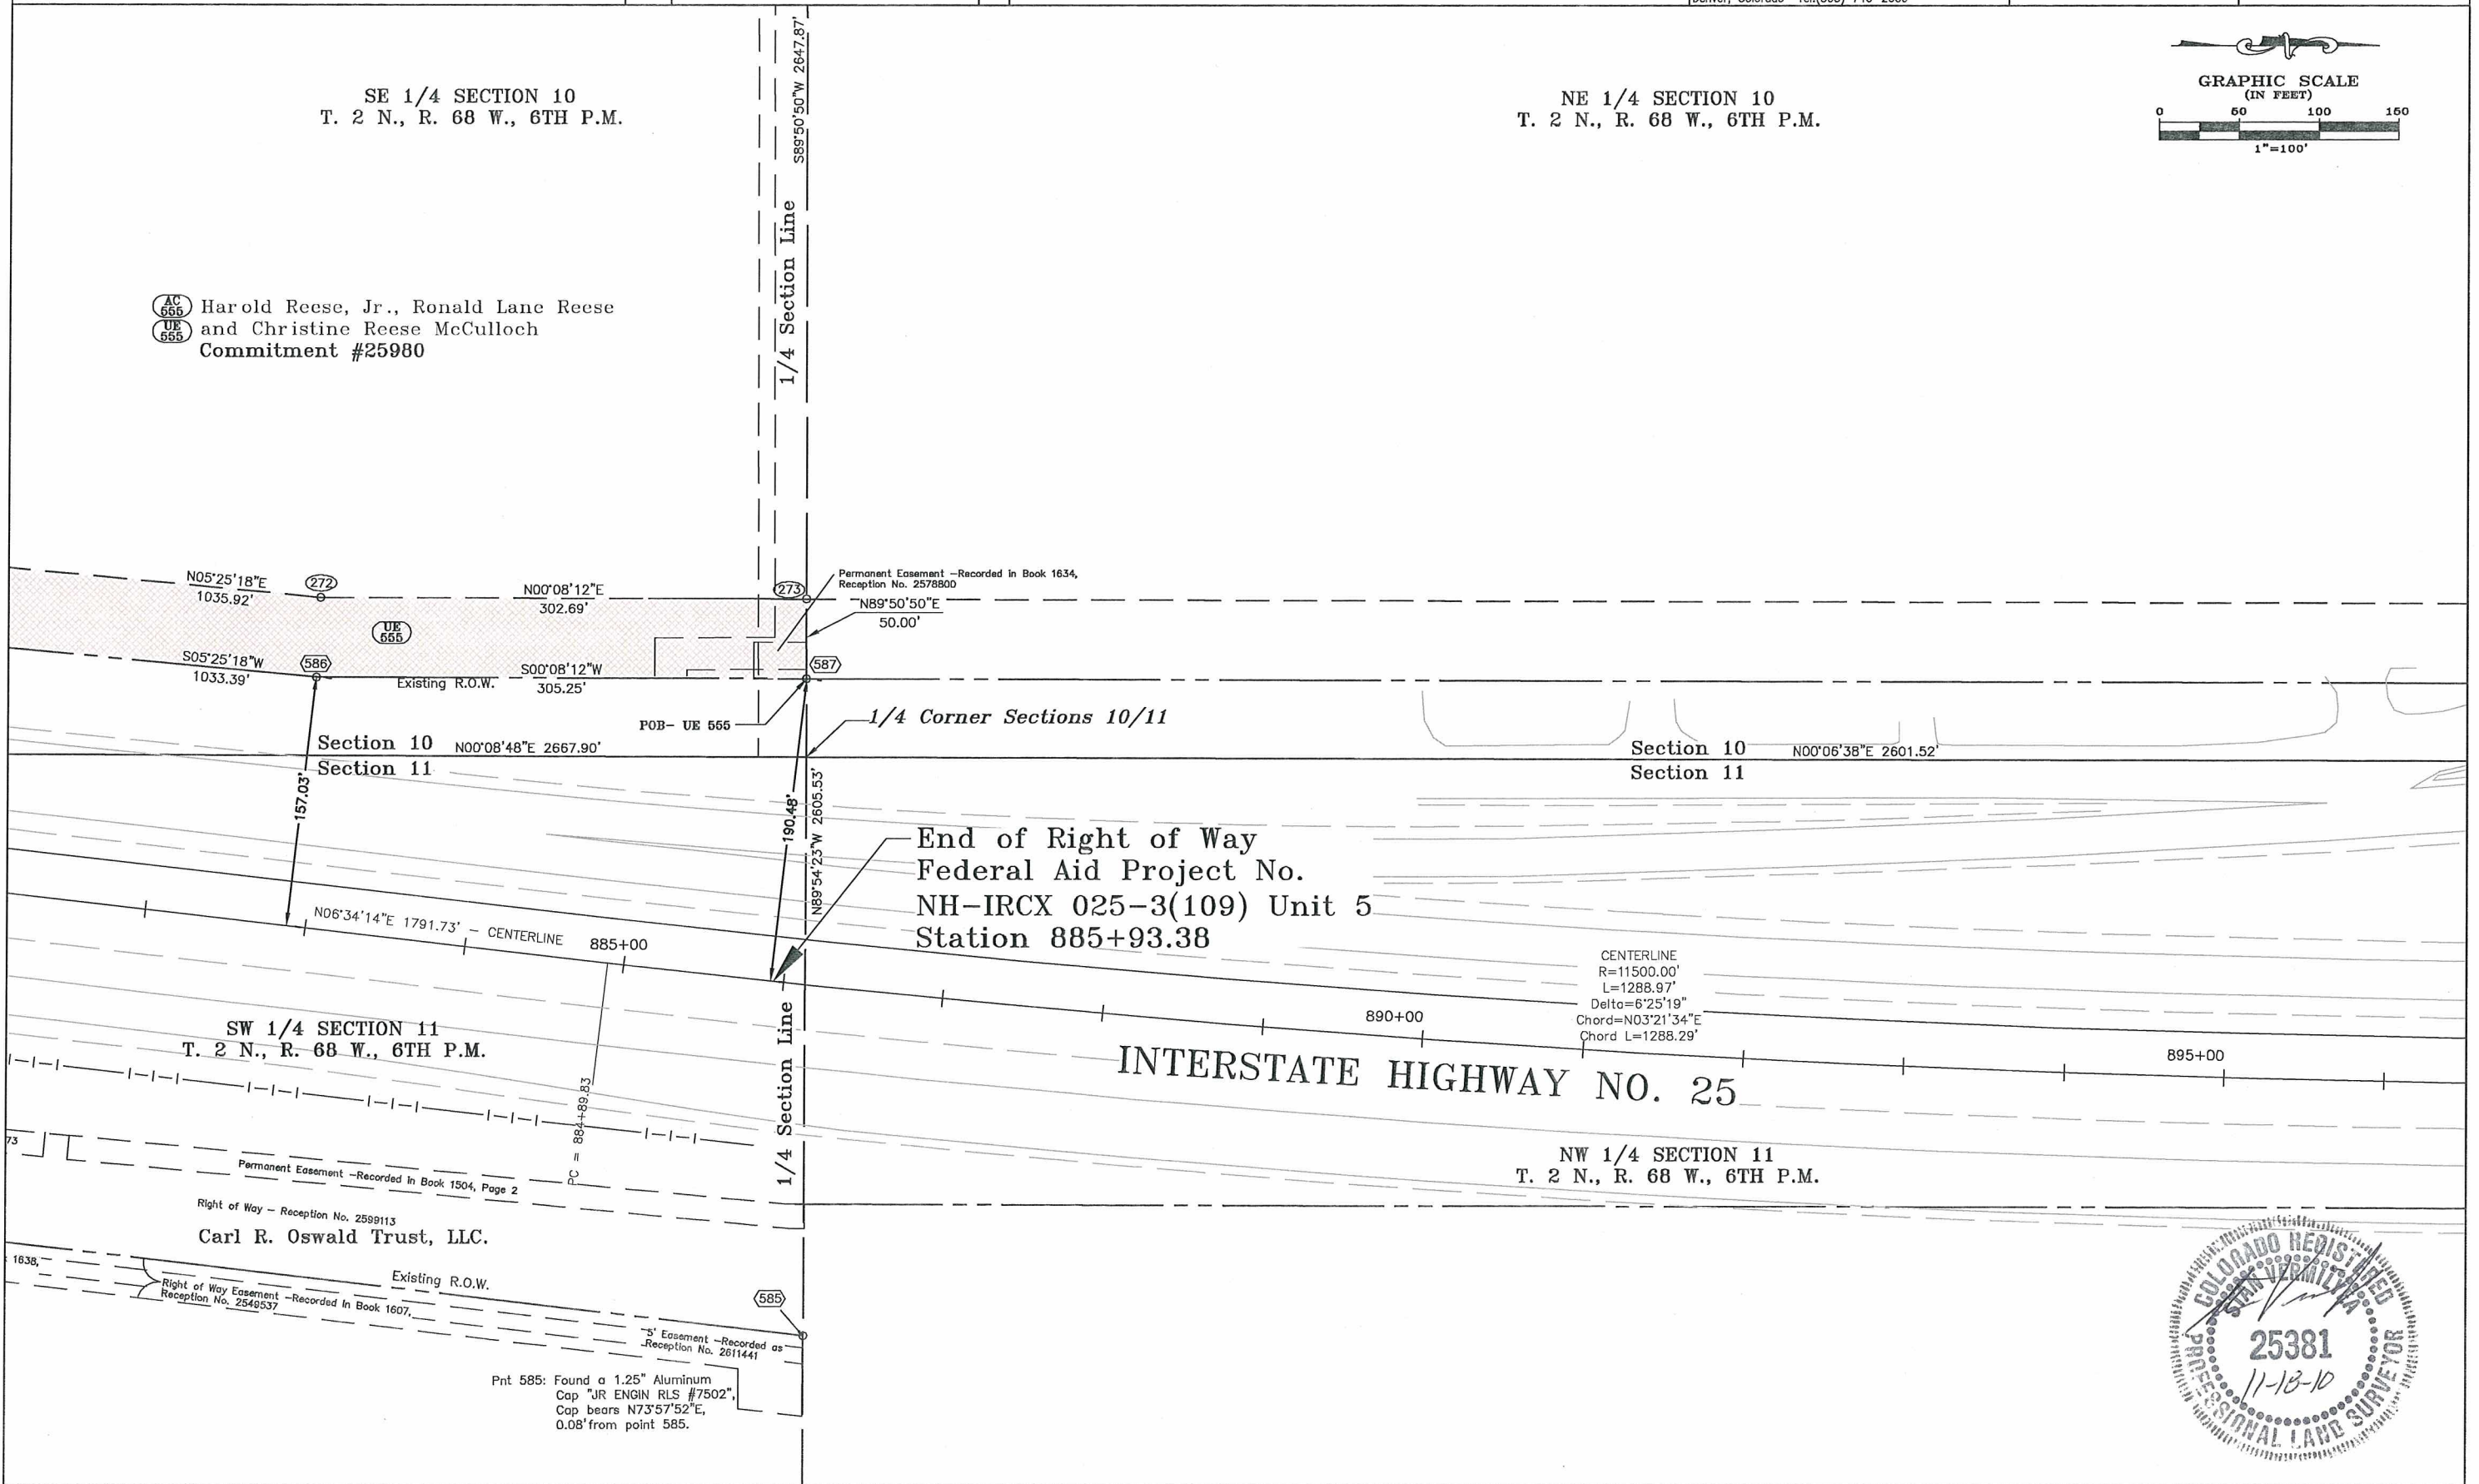 SE 1/4 SECTION 10
T. 2 N., R. 68 W., 6TH P.M.
S89°50'50"W 2647.87'
1/4 Section Line
NE 1/4 SECTION 10
T. 2 N., R. 68 W., 6TH P.M.
GRAPHIC SCALE
(IN FEET)
0 50 100 150
1"=100'
AC 555 Harold Reese, Jr., Ronald Lane Reese
UE 555 and Christine Reese McCulloch
Commitment #25980
N05°25'18"E
1035.92'
272
N00°08'12"E
302.69'
273
Permanent Easement -Recorded in Book 1634,
Reception No. 2578800
N89°50'50"E
50.00'
UE
555
S05°25'18"W
1033.39'
586
Existing R.O.W.
S00°08'12"W
305.25'
587
POB- UE 555
1/4 Corner Sections 10/11
Section 10 N00°08'48"E 2667.90'
Section 11
Section 10 N00°06'38"E 2601.52'
Section 11
157.03'
190.48'
N89°54'23"W 2605.53'
End of Right of Way
Federal Aid Project No.
NH-IRCX 025-3(109) Unit 5
Station 885+93.38
N06°34'14"E 1791.73' - CENTERLINE
885+00
CENTERLINE
R=11500.00'
L=1288.97'
Delta=6°25'19"
Chord=N03°21'34"E
Chord L=1288.29'
890+00
895+00
INTERSTATE HIGHWAY NO. 25
SW 1/4 SECTION 11
T. 2 N., R. 68 W., 6TH P.M.
PC = 884+89.83
1/4 Section Line
NW 1/4 SECTION 11
T. 2 N., R. 68 W., 6TH P.M.
73
Permanent Easement -Recorded in Book 1504, Page 2
Right of Way - Reception No. 2599113
Carl R. Oswald Trust, LLC.
1638,
Existing R.O.W.
Right of Way Easement -Recorded in Book 1607,
Reception No. 2549537
585
5' Easement -Recorded as
Reception No. 2611441
Pnt 585: Found a 1.25" Aluminum
Cap "JR ENGIN RLS #7502",
Cap bears N73°57'52"E,
0.08' from point 585.
COLORADO REGISTERED
STAN VERMILYEA
25381
11-18-10
PROFESSIONAL LAND SURVEYOR